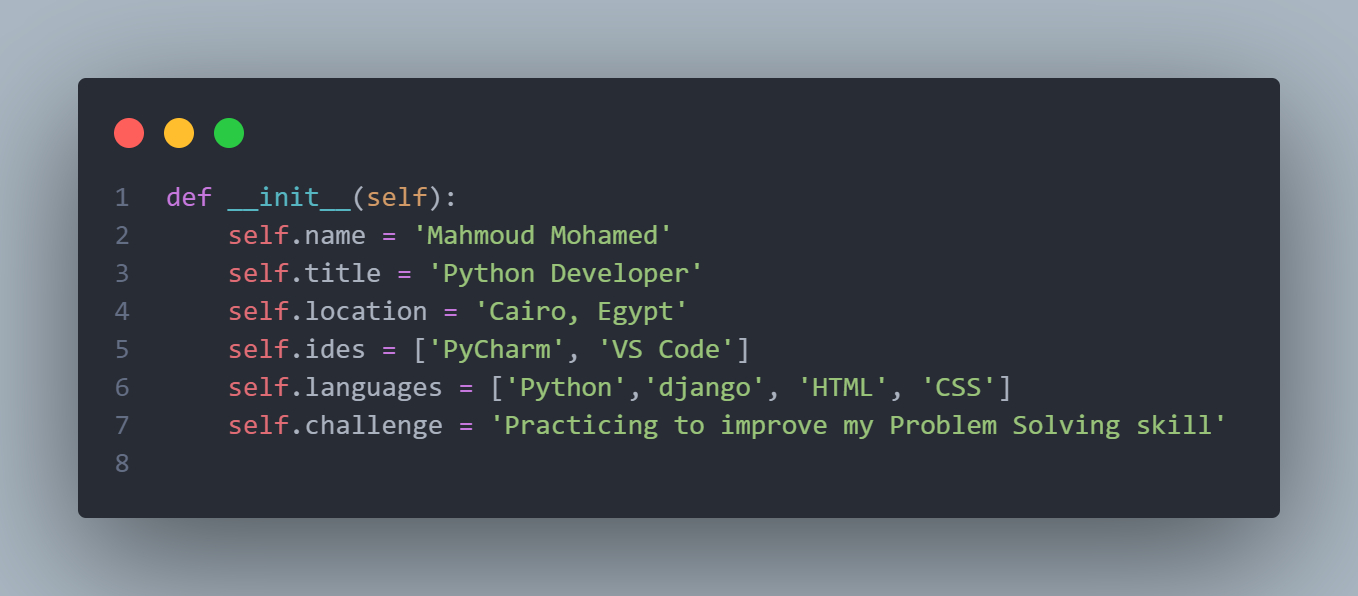 1 def __init__(self):
2     self.name = 'Mahmoud Mohamed'
3     self.title = 'Python Developer'
4     self.location = 'Cairo, Egypt'
5     self.ides = ['PyCharm', 'VS Code']
6     self.languages = ['Python','django', 'HTML', 'CSS']
7     self.challenge = 'Practicing to improve my Problem Solving skill'
8